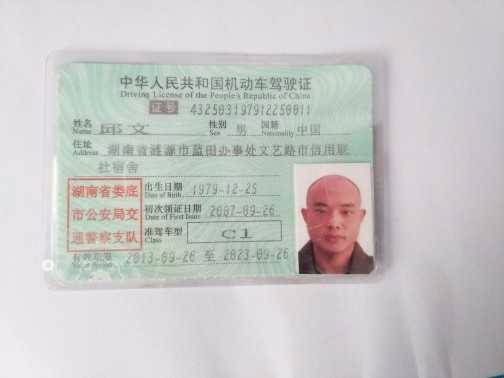 中华人民共和国机动车驾驶证
Driving License of the People's Republic of China
证号 432503197912250011
姓名 邱文 性别 男 国籍 中国
Name Sex Nationality
住址 湖南省涟源市蓝田办事处文艺路市信用联
Address
社宿舍
湖南省娄底
市公安局交
通警察支队
出生日期 1979-12-25
Date of Birth
初次领证日期 2007-09-26
Date of First Issue
准驾车型 C1
Class
有效期限 2013-09-26 至 2023-09-26